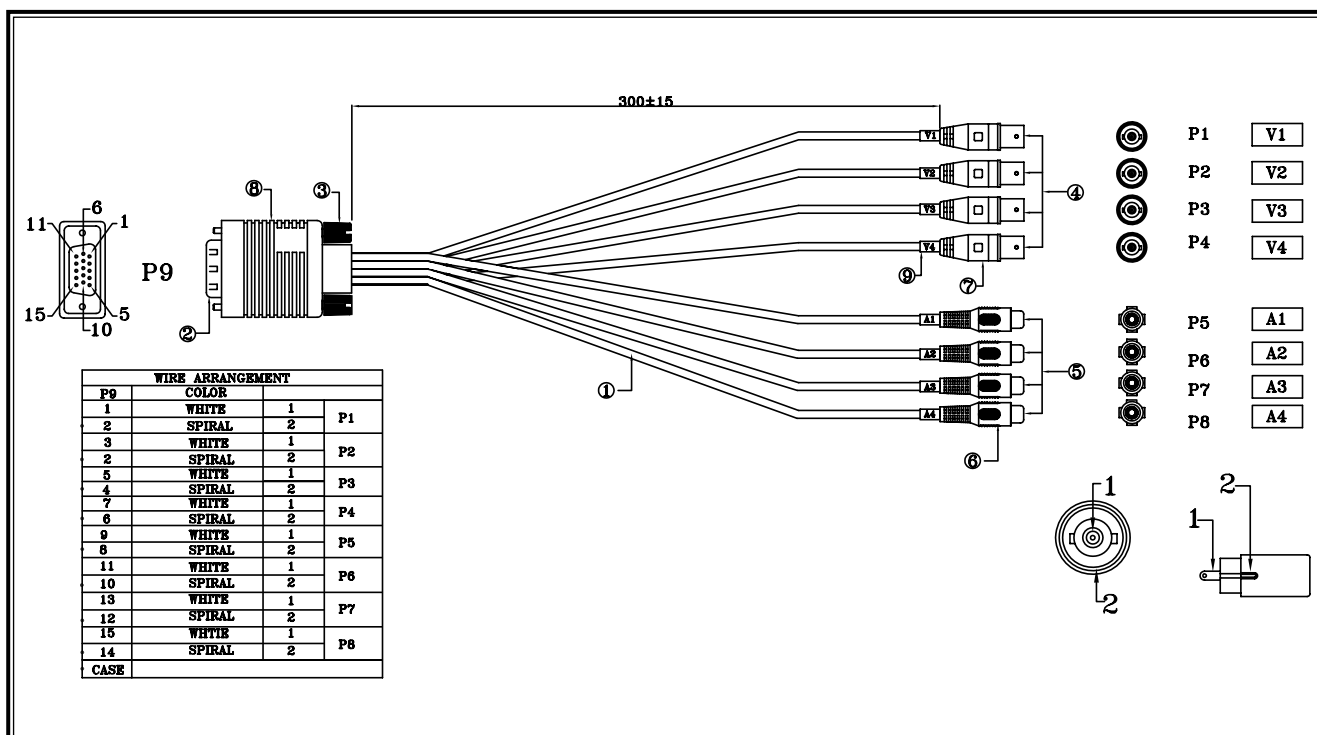 300±15
V1
V2
V3
V4
A1
A2
A3
A4
⑧
③
④
⑨
⑦
②
①
⑤
⑥
6
11
1
15
5
10
P9
P1 V1
P2 V2
P3 V3
P4 V4
P5 A1
P6 A2
P7 A3
P8 A4
WIRE ARRANGEMENT
P9 COLOR
1 WHITE 1 P1
2 SPIRAL 2
3 WHITE 1 P2
2 SPIRAL 2
5 WHITE 1 P3
4 SPIRAL 2
7 WHITE 1 P4
6 SPIRAL 2
9 WHITE 1 P5
8 SPIRAL 2
11 WHITE 1 P6
10 SPIRAL 2
13 WHITE 1 P7
12 SPIRAL 2
15 WHTIE 1 P8
14 SPIRAL 2
CASE
1
2
2
1